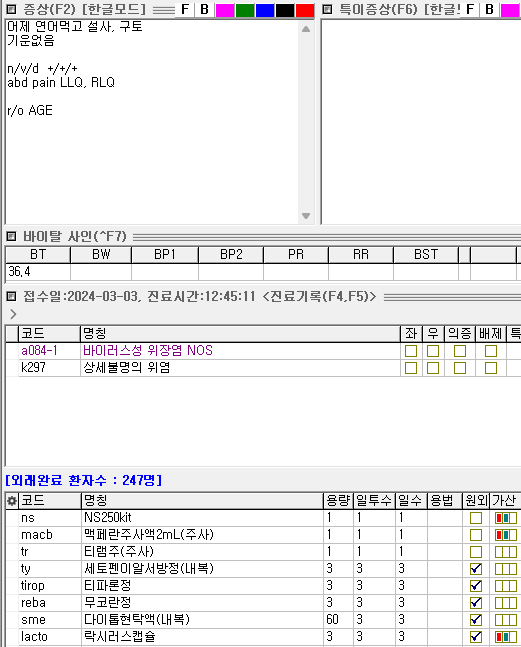 증상(F2) [한글모드] F B
특이증상(F6) [한글! F B
어제 연어먹고 설사, 구토
기운없음
n/v/d +/+/+
abd pain LLQ, RLQ
r/o AGE
바이탈 사인(^F7)
BT BW BP1 BP2 PR RR BST
36.4
접수일:2024-03-03, 진료시간:12:45:11 <진료기록(F4,F5)>
코드 명칭 좌 우 의증 배제 특
a084-1 바이러스성 위장염 NOS
k297 상세불명의 위염
[외래완료 환자수 : 247명]
코드 명칭 용량 일투수 일수 용법 원외 가산
ns NS250kit 1 1 1
macb 맥페란주사액2mL(주사) 1 1 1
tr 티램주(주사) 1 1 1
ty 세토펜이알서방정(내복) 3 3 3
tirop 티파론정 3 3 3
reba 무코란정 3 3 3
sme 다이톱현탁액(내복) 60 3 3
lacto 락시러스캡슐 3 3 3